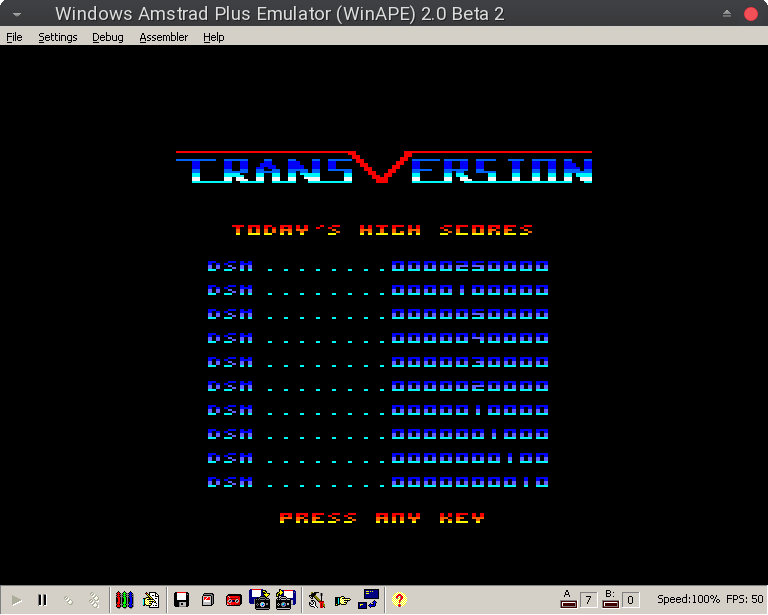 Windows Amstrad Plus Emulator (WinAPE) 2.0 Beta 2
File Settings Debug Assembler Help
TRANSVERSION
TODAY'S HIGH SCORES
DSM ........0000250000
DSM ........0000100000
DSM ........0000050000
DSM ........0000040000
DSM ........0000030000
DSM ........0000020000
DSM ........0000010000
DSM ........0000001000
DSM ........0000000100
DSM ........0000000010
PRESS ANY KEY
A 7 B: 0 Speed:100% FPS: 50